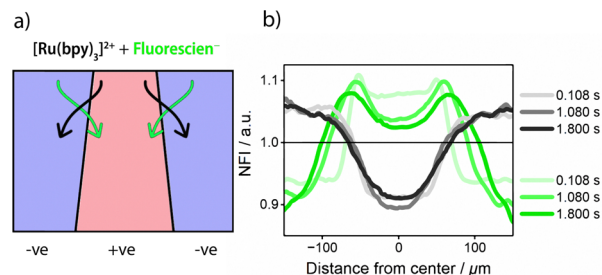 a)
[Ru(bpy)₃]²⁺ + Fluorescien⁻
-ve +ve -ve
b)
NFI / a.u.
1.1
1.0
0.9
−100 0 100
Distance from center / µm
0.108 s
1.080 s
1.800 s
0.108 s
1.080 s
1.800 s